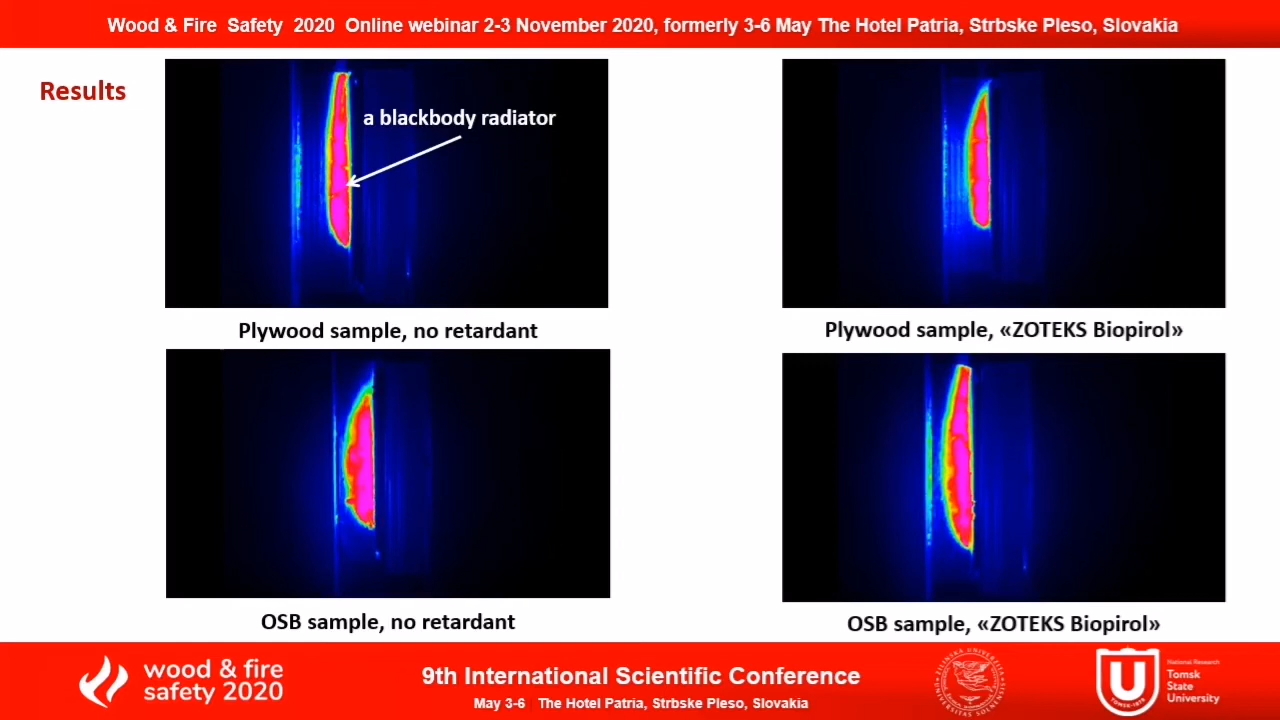 Wood & Fire Safety 2020 Online webinar 2-3 November 2020, formerly 3-6 May The Hotel Patria, Strbske Pleso, Slovakia
Results
a blackbody radiator
Plywood sample, no retardant
Plywood sample, «ZOTEKS Biopirol»
OSB sample, no retardant
OSB sample, «ZOTEKS Biopirol»
wood & fire
safety 2020
9th International Scientific Conference
May 3-6 The Hotel Patria, Strbske Pleso, Slovakia
National Research
Tomsk
State
University